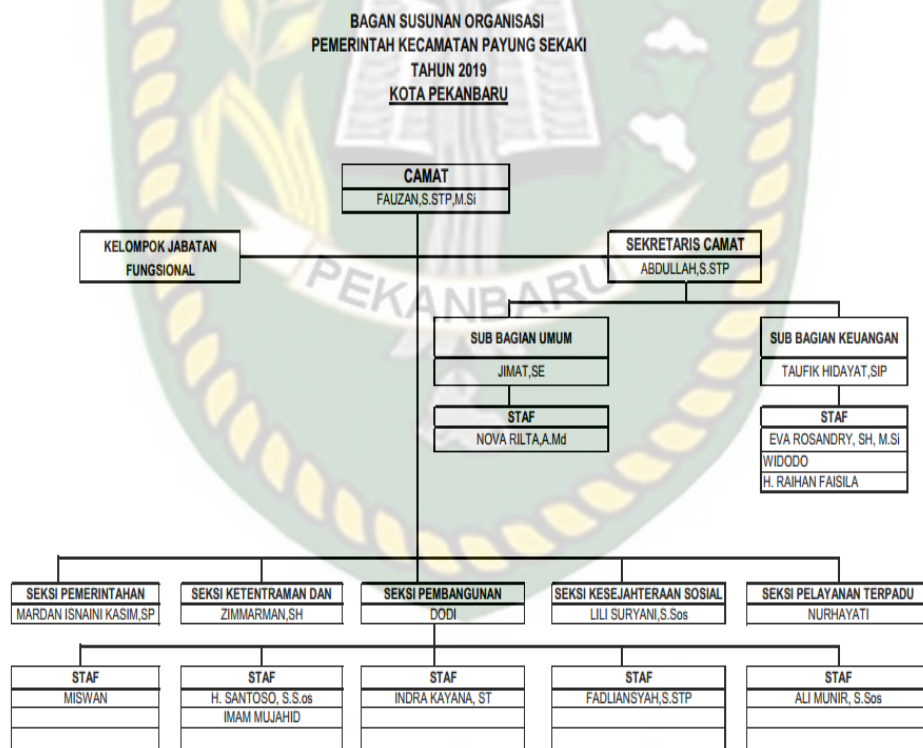 BAGAN SUSUNAN ORGANISASI
PEMERINTAH KECAMATAN PAYUNG SEKAKI
TAHUN 2019
KOTA PEKANBARU
CAMAT
FAUZAN,S.STP,M.Si
KELOMPOK JABATAN
FUNGSIONAL
SEKRETARIS CAMAT
ABDULLAH,S.STP
PEKANBARU
SUB BAGIAN UMUM
JIMAT,SE
STAF
NOVA RILTA,A.Md
SUB BAGIAN KEUANGAN
TAUFIK HIDAYAT,SIP
STAF
EVA ROSANDRY, SH, M.Si
WIDODO
H. RAIHAN FAISILA
SEKSI PEMERINTAHAN
MARDAN ISNAINI KASIM,SP
SEKSI KETENTRAMAN DAN
ZIMMARMAN,SH
SEKSI PEMBANGUNAN
DODI
SEKSI KESEJAHTERAAN SOSIAL
LILI SURYANI,S.Sos
SEKSI PELAYANAN TERPADU
NURHAYATI
STAF
MISWAN
STAF
H. SANTOSO, S.S.os
IMAM MUJAHID
STAF
INDRA KAYANA, ST
STAF
FADLIANSYAH,S.STP
STAF
ALI MUNIR, S.Sos